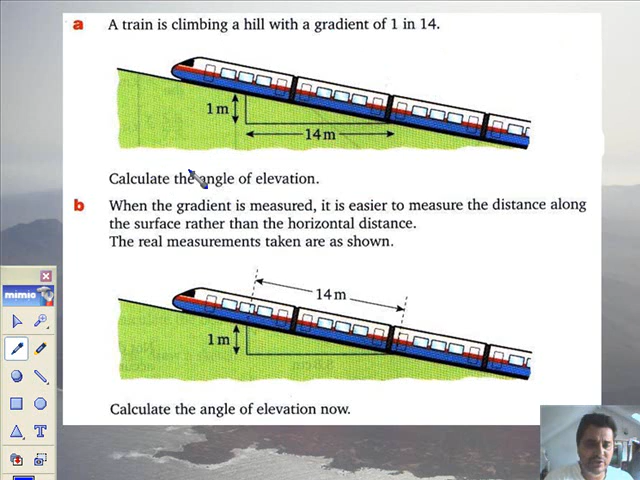 a A train is climbing a hill with a gradient of 1 in 14.
1 m
14 m
Calculate the angle of elevation.
b When the gradient is measured, it is easier to measure the distance along
the surface rather than the horizontal distance.
The real measurements taken are as shown.
14 m
mimio
1 m
Calculate the angle of elevation now.
T